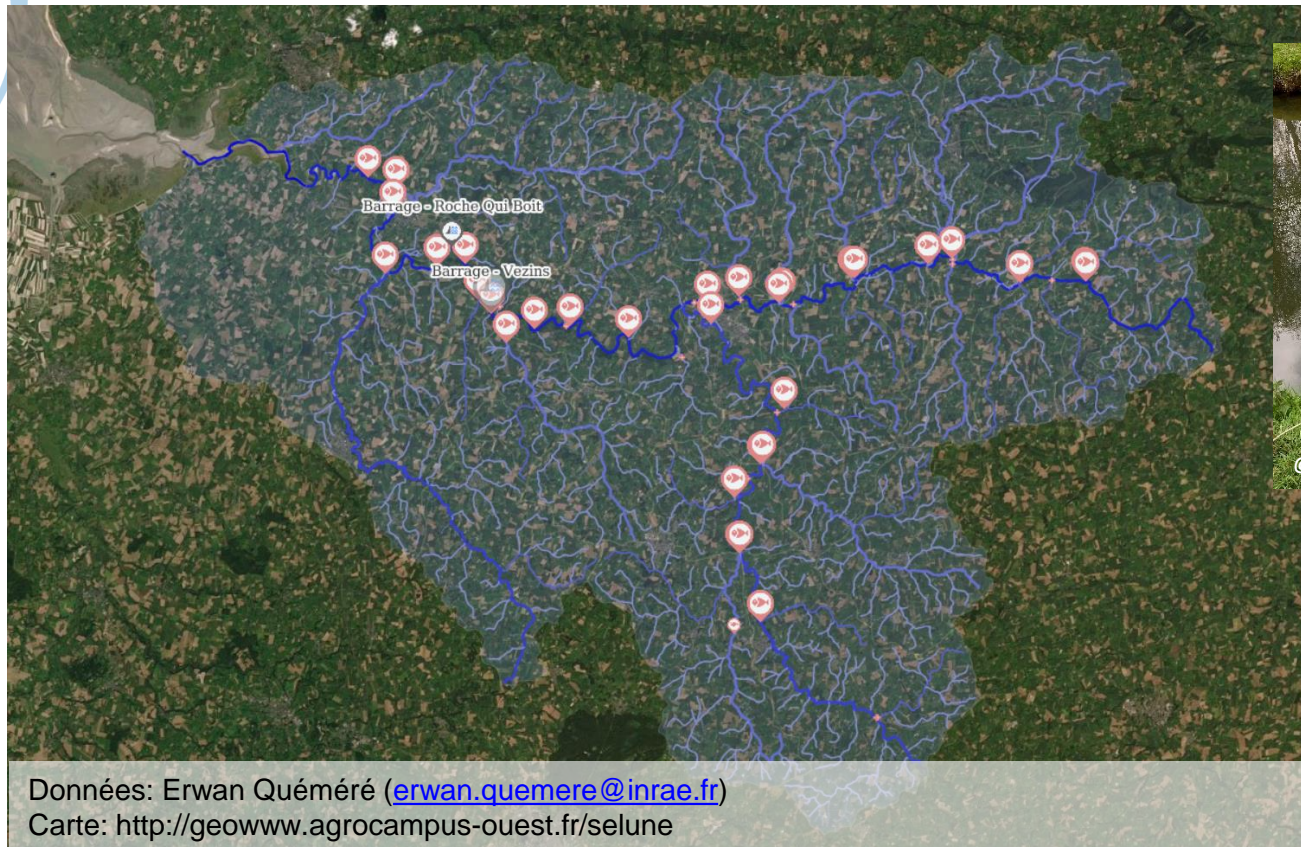 Barrage - Roche Qui Boit
Barrage - Vezins
Données: Erwan Quéméré (erwan.quemere@inrae.fr)
Carte: http://geowww.agrocampus-ouest.fr/selune